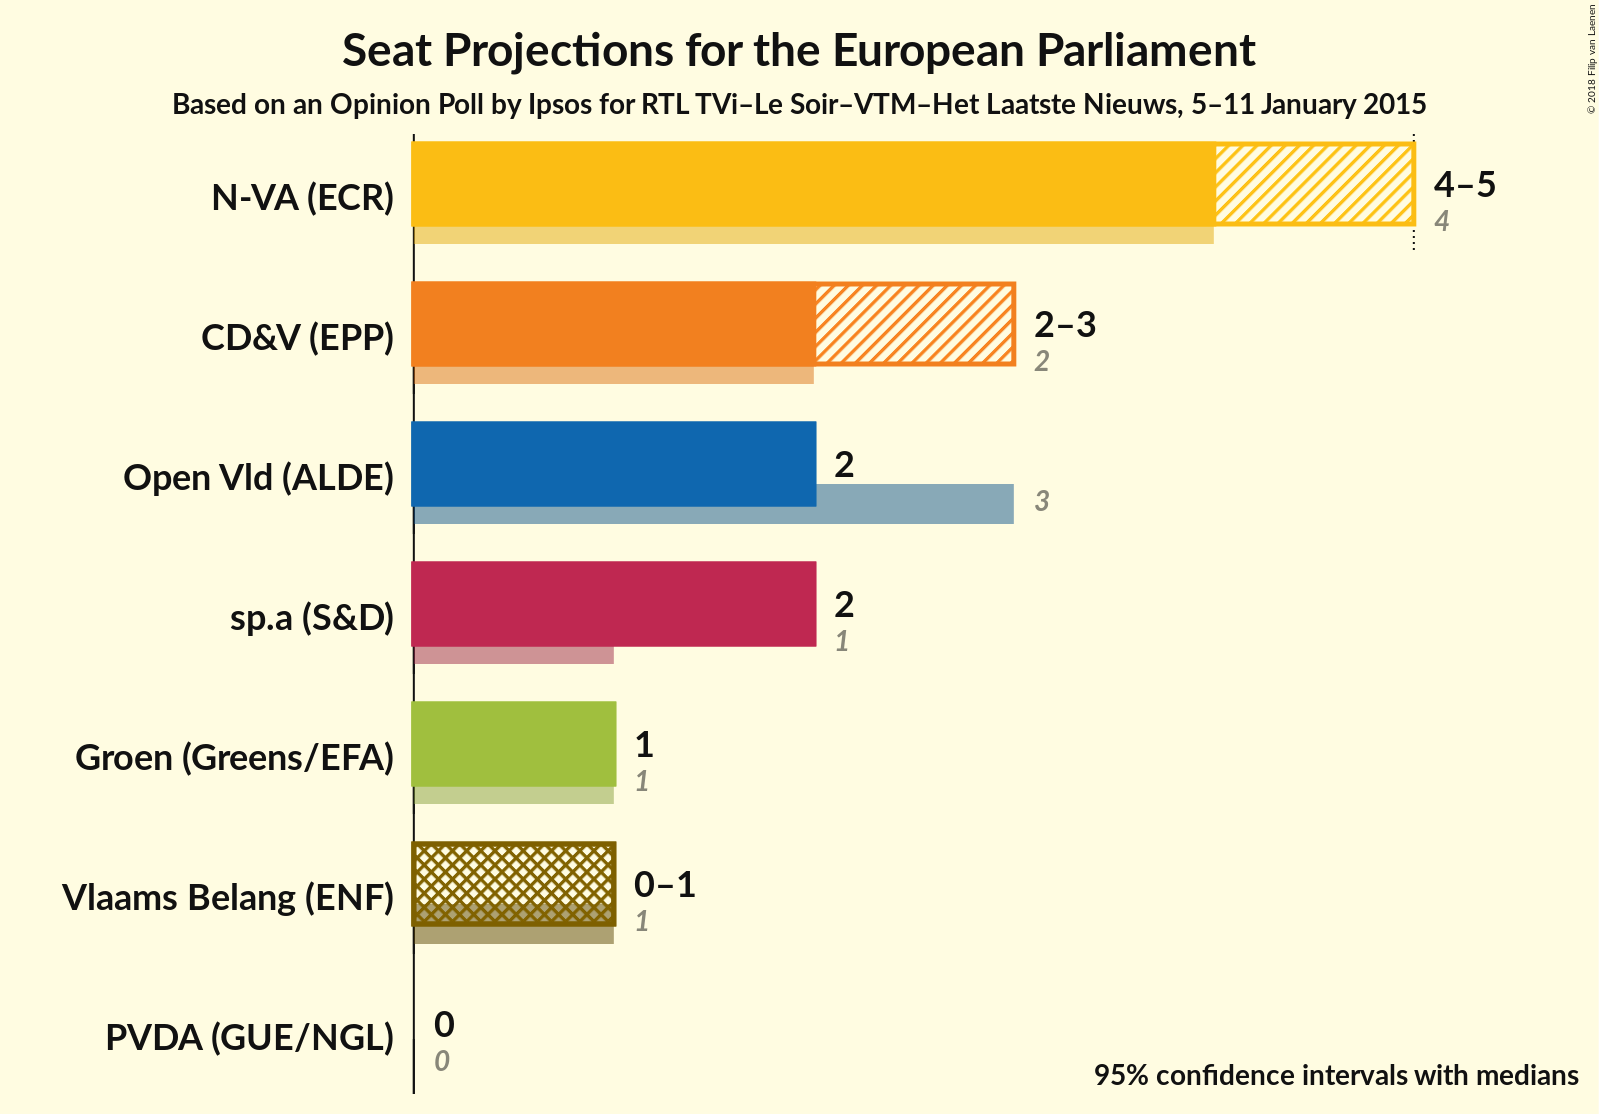 Seat Projections for the European Parliament
Based on an Opinion Poll by Ipsos for RTL TVi–Le Soir–VTM–Het Laatste Nieuws, 5–11 January 2015
© 2018 Filip van Laenen
N-VA (ECR)
4–5
4
CD&V (EPP)
2–3
2
Open Vld (ALDE)
2
3
sp.a (S&D)
2
1
Groen (Greens/EFA)
1
1
Vlaams Belang (ENF)
0–1
1
PVDA (GUE/NGL)
0
0
95% confidence intervals with medians